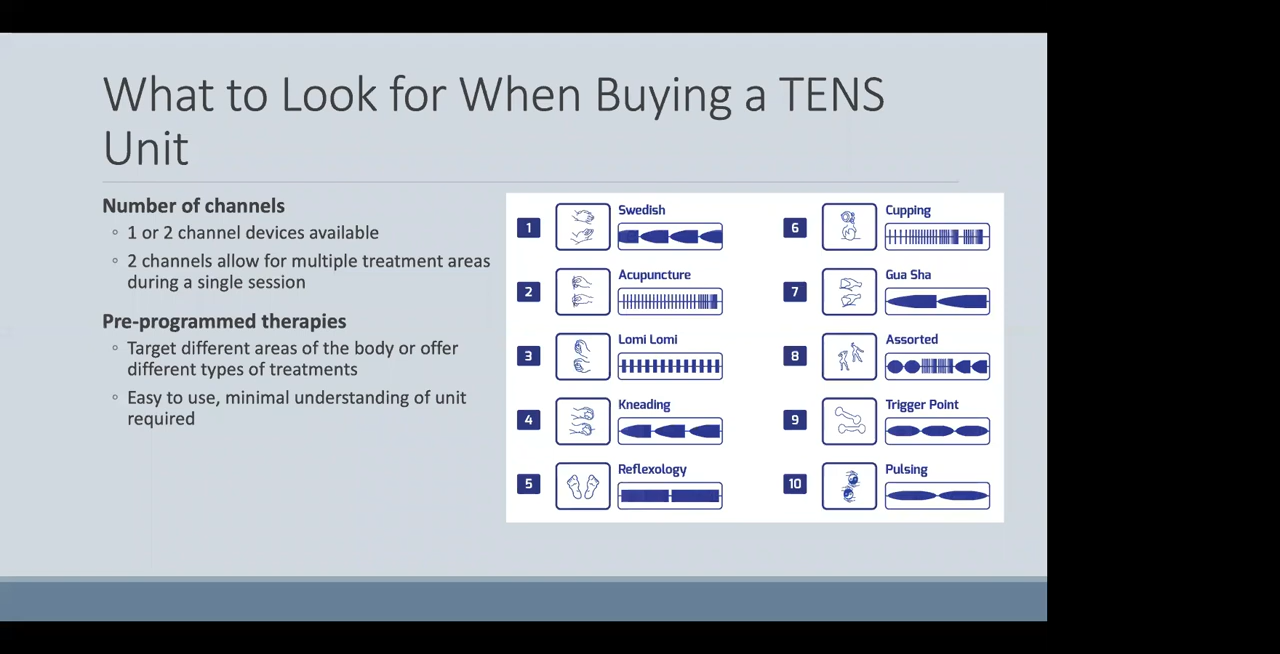 What to Look for When Buying a TENS
Unit
Number of channels
◦ 1 or 2 channel devices available
◦ 2 channels allow for multiple treatment areas
during a single session
Pre-programmed therapies
◦ Target different areas of the body or offer
different types of treatments
◦ Easy to use, minimal understanding of unit
required
1 Swedish
2 Acupuncture
3 Lomi Lomi
4 Kneading
5 Reflexology
6 Cupping
7 Gua Sha
8 Assorted
9 Trigger Point
10 Pulsing